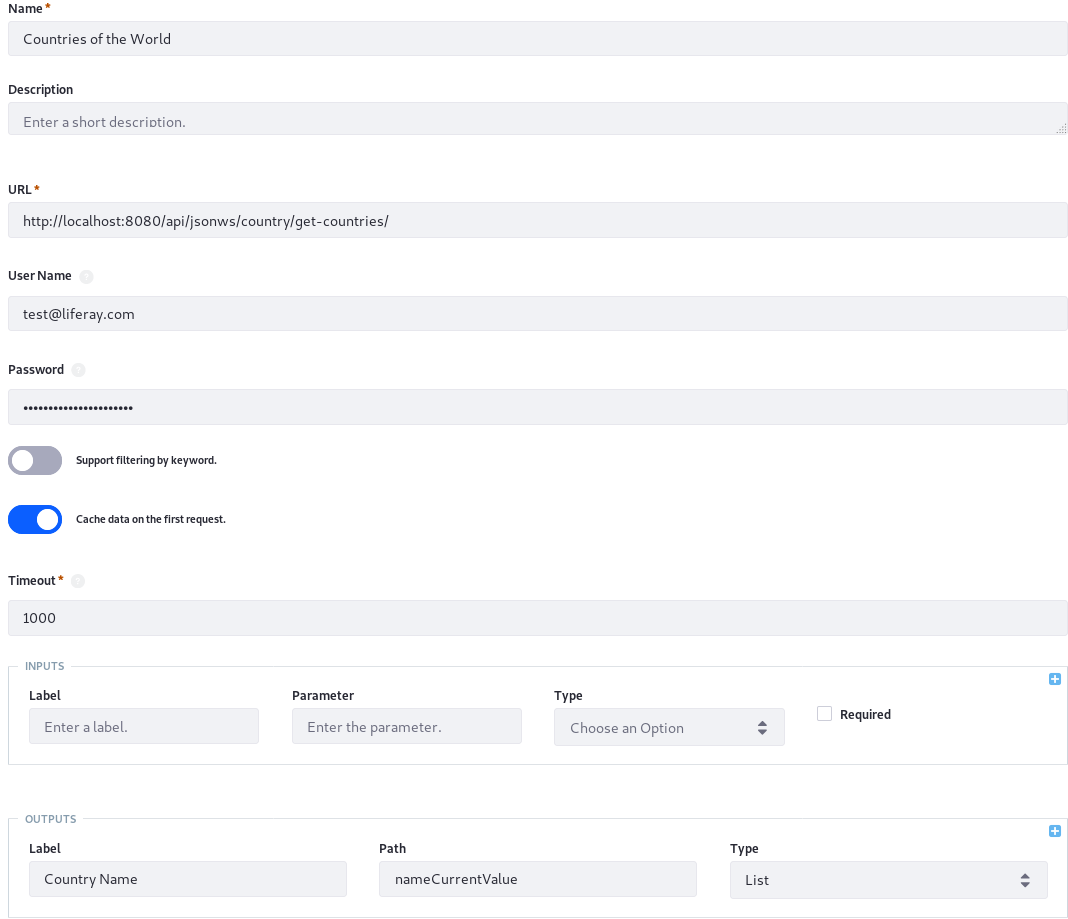 Name*
Countries of the World
Description
Enter a short description.
URL*
http://localhost:8080/api/jsonws/country/get-countries/
User Name ?
test@liferay.com
Password ?
••••••••••••••••••••••
Support filtering by keyword.
Cache data on the first request.
Timeout* ?
1000
INPUTS
Label Parameter Type
Enter a label. Enter the parameter. Choose an Option Required
OUTPUTS
Label Path Type
Country Name nameCurrentValue List